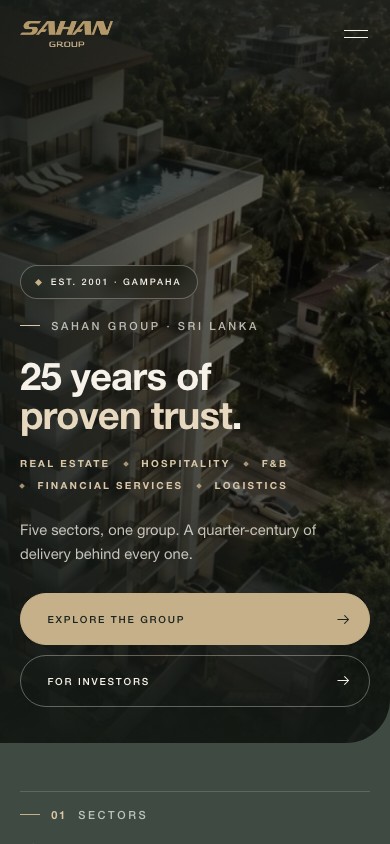 SAHAN
GROUP
EST. 2001 · GAMPAHA
SAHAN GROUP · SRI LANKA
25 years of
proven trust.
REAL ESTATE ◆ HOSPITALITY ◆ F&B
◆ FINANCIAL SERVICES ◆ LOGISTICS
Five sectors, one group. A quarter-century of
delivery behind every one.
EXPLORE THE GROUP →
FOR INVESTORS →
01 SECTORS